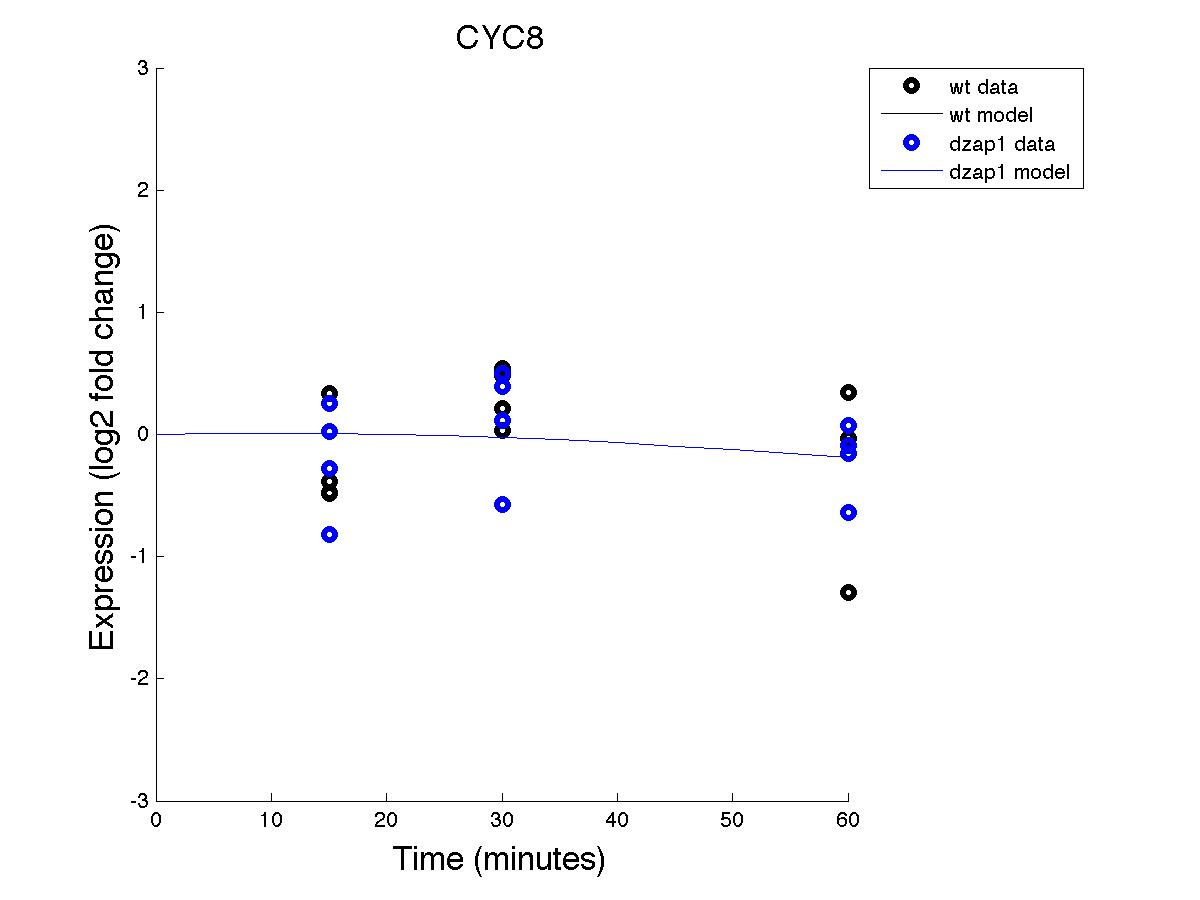 CYC8
wt data
wt model
dzap1 data
dzap1 model
Expression (log2 fold change)
3
2
1
0
-1
-2
-3
0 10 20 30 40 50 60
Time (minutes)